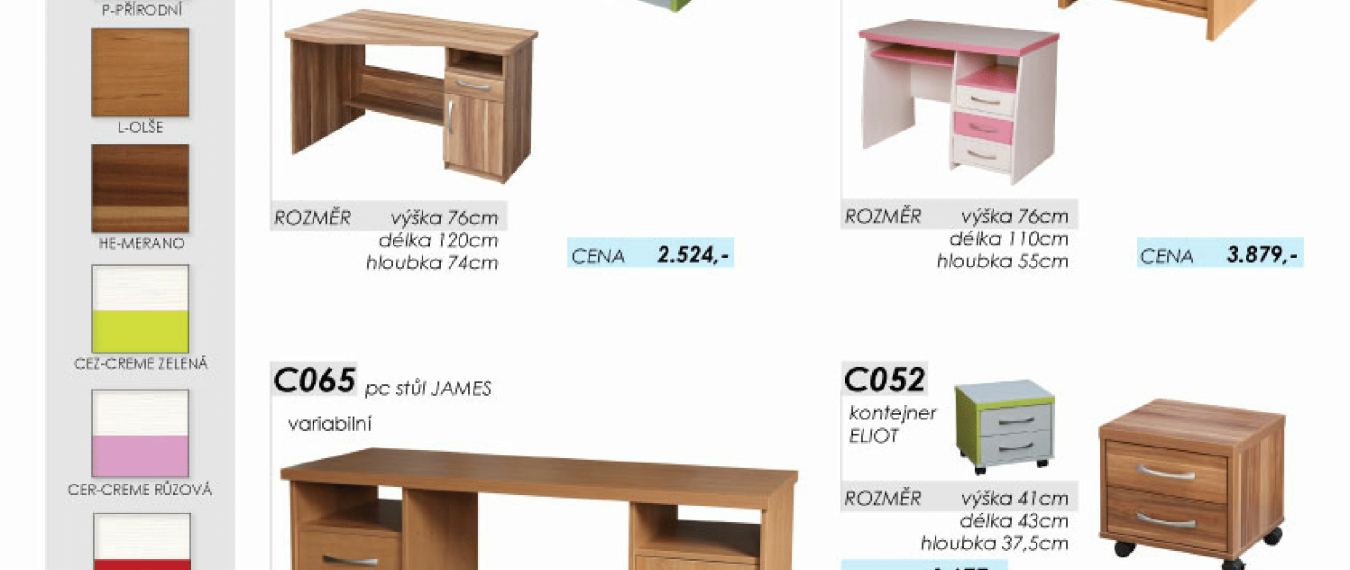 P-PŘÍRODNÍ
L-OLŠE
HE-MERANO
CEZ-CREME ZELENÁ
CER-CREME RŮZOVÁ
ROZMĚR výška 76cm
délka 120cm
hloubka 74cm
CENA 2.524,-
ROZMĚR výška 76cm
délka 110cm
hloubka 55cm
CENA 3.879,-
C065 pc stůl JAMES
variabilní
C052
kontejner
ELIOT
ROZMĚR výška 41cm
délka 43cm
hloubka 37,5cm